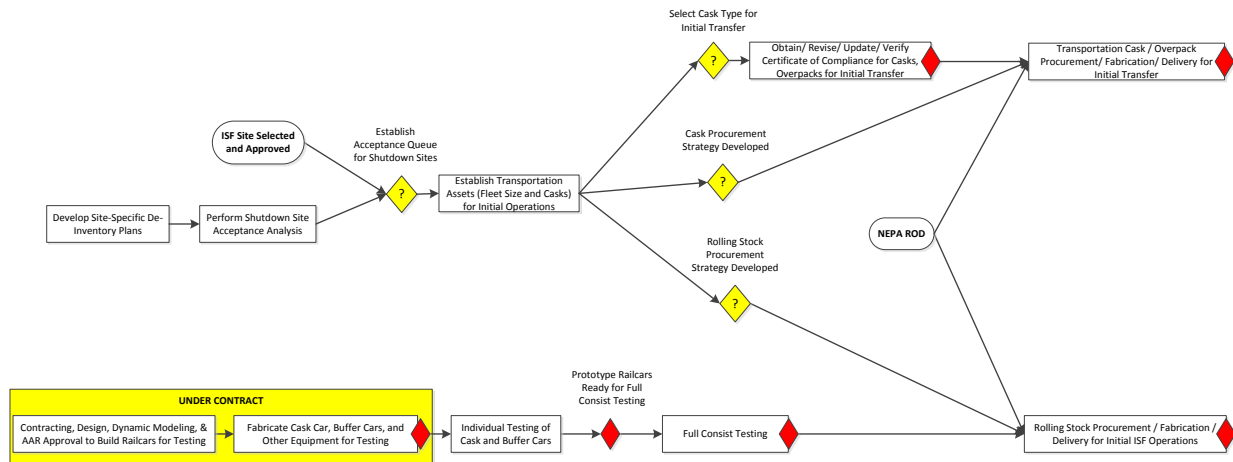 Select Cask Type for
Initial Transfer
?
Obtain/ Revise/ Update/ Verify
Certificate of Compliance for Casks,
Overpacks for Initial Transfer
Transportation Cask / Overpack
Procurement/ Fabrication/ Delivery for
Initial Transfer
ISF Site Selected
and Approved
Establish
Acceptance Queue
for Shutdown Sites
?
Establish Transportation
Assets (Fleet Size and Casks)
for Initial Operations
Cask Procurement
Strategy Developed
?
Develop Site-Specific De-
Inventory Plans
Perform Shutdown Site
Acceptance Analysis
NEPA ROD
Rolling Stock
Procurement
Strategy Developed
?
UNDER CONTRACT
Contracting, Design, Dynamic Modeling, &
AAR Approval to Build Railcars for Testing
Fabricate Cask Car, Buffer Cars, and
Other Equipment for Testing
Individual Testing of
Cask and Buffer Cars
Prototype Railcars
Ready for Full
Consist Testing
Full Consist Testing
Rolling Stock Procurement / Fabrication /
Delivery for Initial ISF Operations